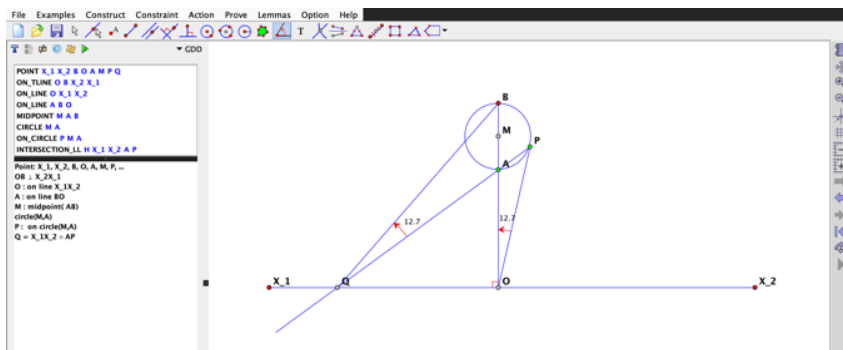 File Examples Construct Constraint Action Prove Lemmas Option Help
T
GDD
POINT X_1 X_2 B O A M P Q
ON_TLINE O B X_2 X_1
ON_LINE O X_1 X_2
ON_LINE A B O
MIDPOINT M A B
CIRCLE M A
ON_CIRCLE P M A
INTERSECTION_LL H X_1 X_2 A P
Point: X_1, X_2, B, O, A, M, P, ...
OB ⊥ X_2X_1
O : on line X_1X_2
A : on line BO
M : midpoint( AB)
circle(M,A)
P : on circle(M,A)
Q = X_1X_2 ∩ AP
B
M
P
A
12.7
12.7
X_1
Q
O
X_2